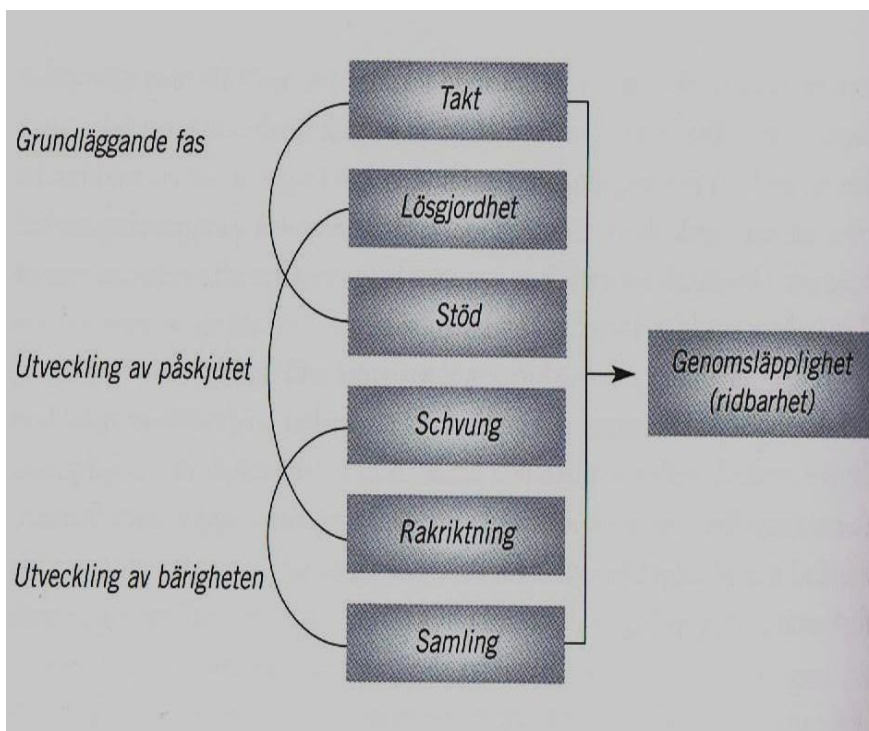 Takt
Grundläggande fas
Lösgjordhet
Stöd
Utveckling av påskjutet
Genomsläpplighet
(ridbarhet)
Schvung
Rakriktning
Utveckling av bärigheten
Samling